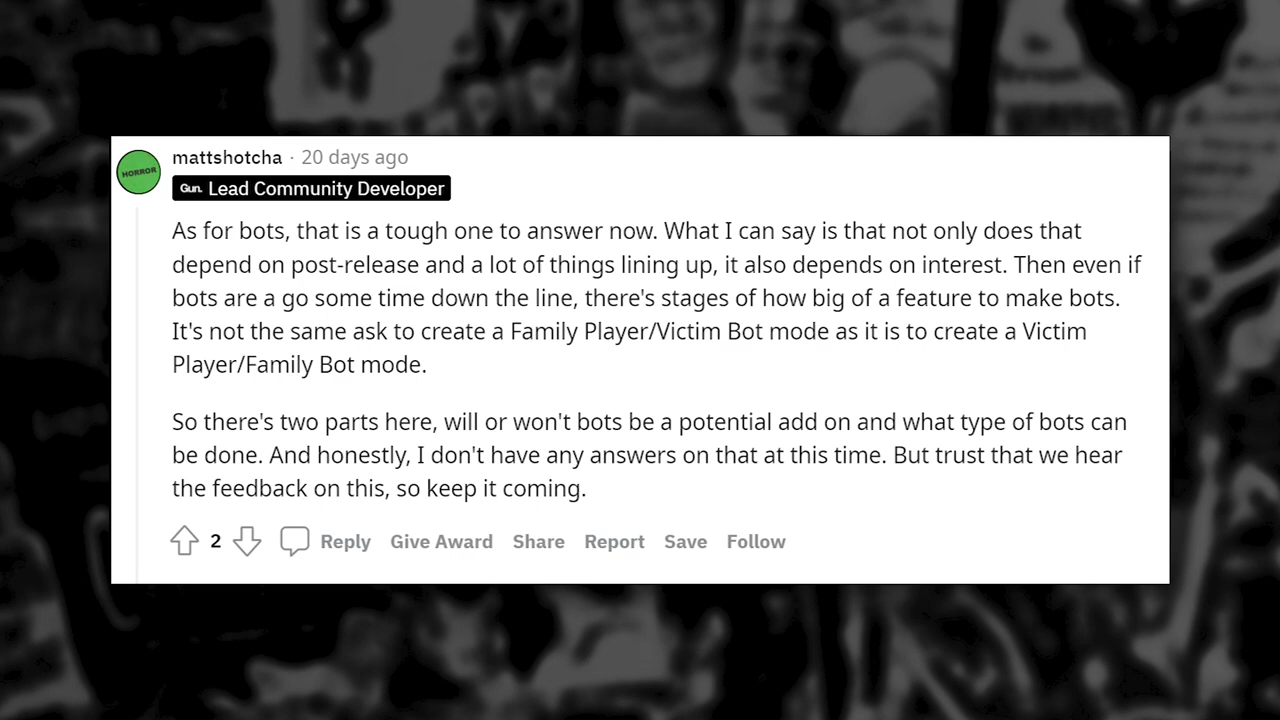 HORROR
mattshotcha · 20 days ago
Gun. Lead Community Developer
As for bots, that is a tough one to answer now. What I can say is that not only does that
depend on post-release and a lot of things lining up, it also depends on interest. Then even if
bots are a go some time down the line, there's stages of how big of a feature to make bots.
It's not the same ask to create a Family Player/Victim Bot mode as it is to create a Victim
Player/Family Bot mode.
So there's two parts here, will or won't bots be a potential add on and what type of bots can
be done. And honestly, I don't have any answers on that at this time. But trust that we hear
the feedback on this, so keep it coming.
2 Reply Give Award Share Report Save Follow